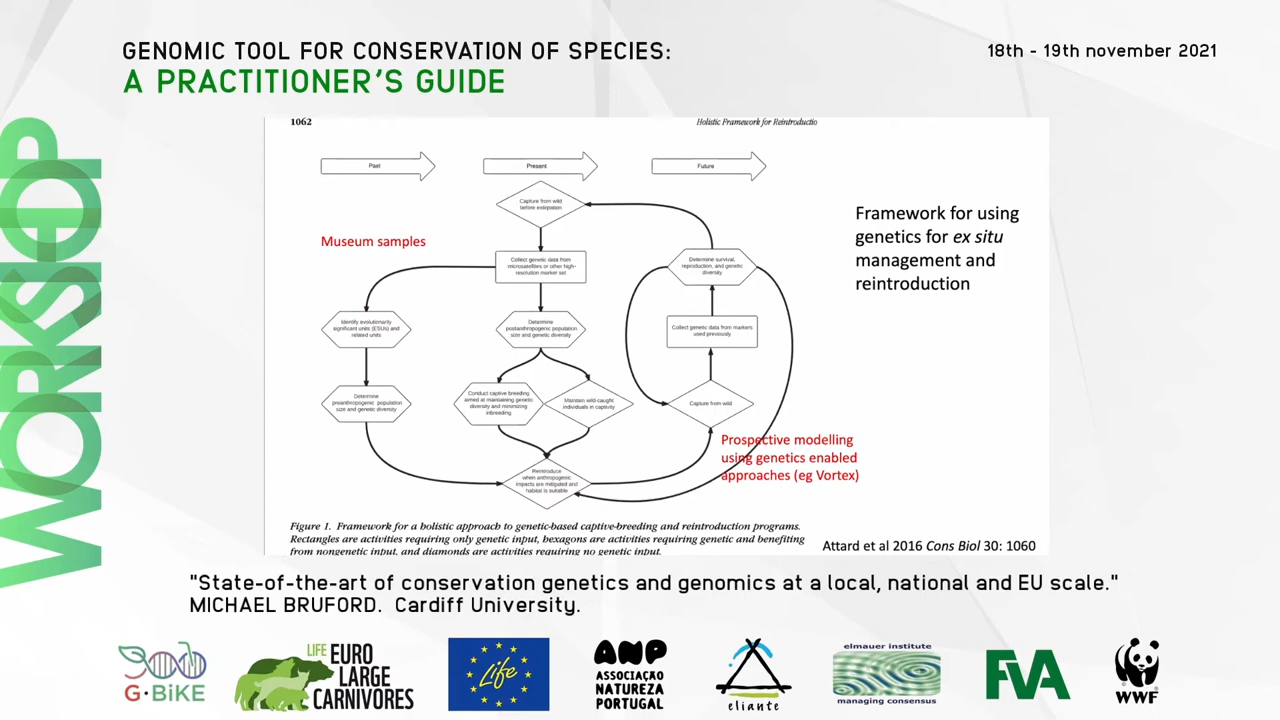 GENOMIC TOOL FOR CONSERVATION OF SPECIES:
A PRACTITIONER'S GUIDE
18th - 19th november 2021
WORKSHOP
1062
Holistic Framework for Reintroductio
Past
Present
Future
Capture from wild
before extirpation
Museum samples
Collect genetic data from
microsatellites or other high-
resolution marker set
Determine survival,
reproduction, and genetic
diversity
Framework for using
genetics for ex situ
management and
reintroduction
Identify evolutionarily
significant units (ESUs) and
related units
Determine
postanthropogenic population
size and genetic diversity
Collect genetic data from markers
used previously
Determine
preanthropogenic population
size and genetic diversity
Conduct captive breeding
aimed at maintaining genetic
diversity and minimizing
inbreeding
Maintain wild-caught
individuals in captivity
Capture from wild
Prospective modelling
using genetics enabled
approaches (eg Vortex)
Reintroduce
when anthropogenic
impacts are mitigated and
habitat is suitable
Figure 1. Framework for a holistic approach to genetic-based captive-breeding and reintroduction programs.
Rectangles are activities requiring only genetic input, hexagons are activities requiring genetic and benefiting
from nongenetic input, and diamonds are activities requiring no genetic input.
Attard et al 2016 Cons Biol 30: 1060
"State-of-the-art of conservation genetics and genomics at a local, national and EU scale."
MICHAEL BRUFORD. Cardiff University.
G·BiKE
LIFE EURO
LARGE
CARNIVORES
Life
ANP
ASSOCIAÇÃO
NATUREZA
PORTUGAL
eliante
elmauer institute
managing consensus
FVA
WWF